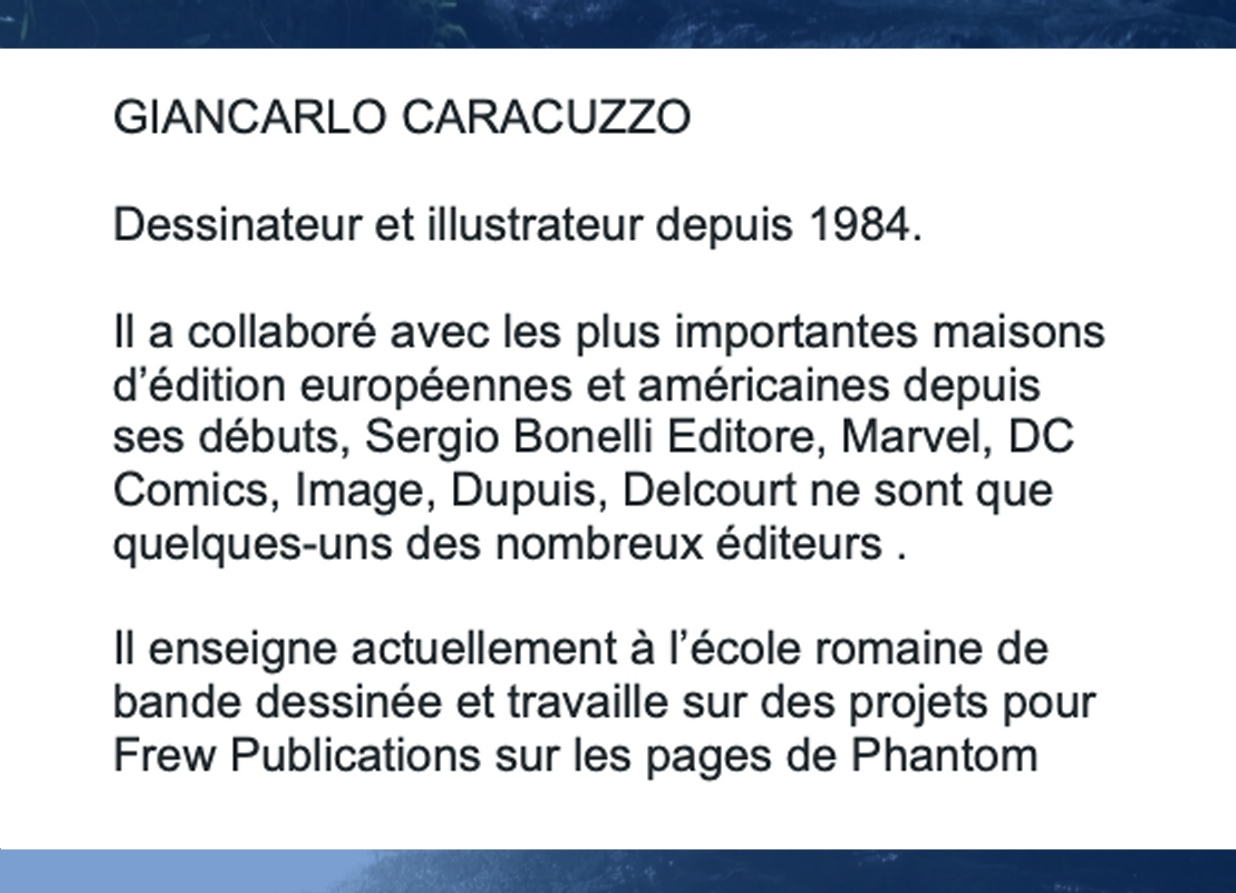 GIANCARLO CARACUZZO
Dessinateur et illustrateur depuis 1984.
Il a collaboré avec les plus importantes maisons
d’édition européennes et américaines depuis
ses débuts, Sergio Bonelli Editore, Marvel, DC
Comics, Image, Dupuis, Delcourt ne sont que
quelques-uns des nombreux éditeurs .
Il enseigne actuellement à l’école romaine de
bande dessinée et travaille sur des projets pour
Frew Publications sur les pages de Phantom